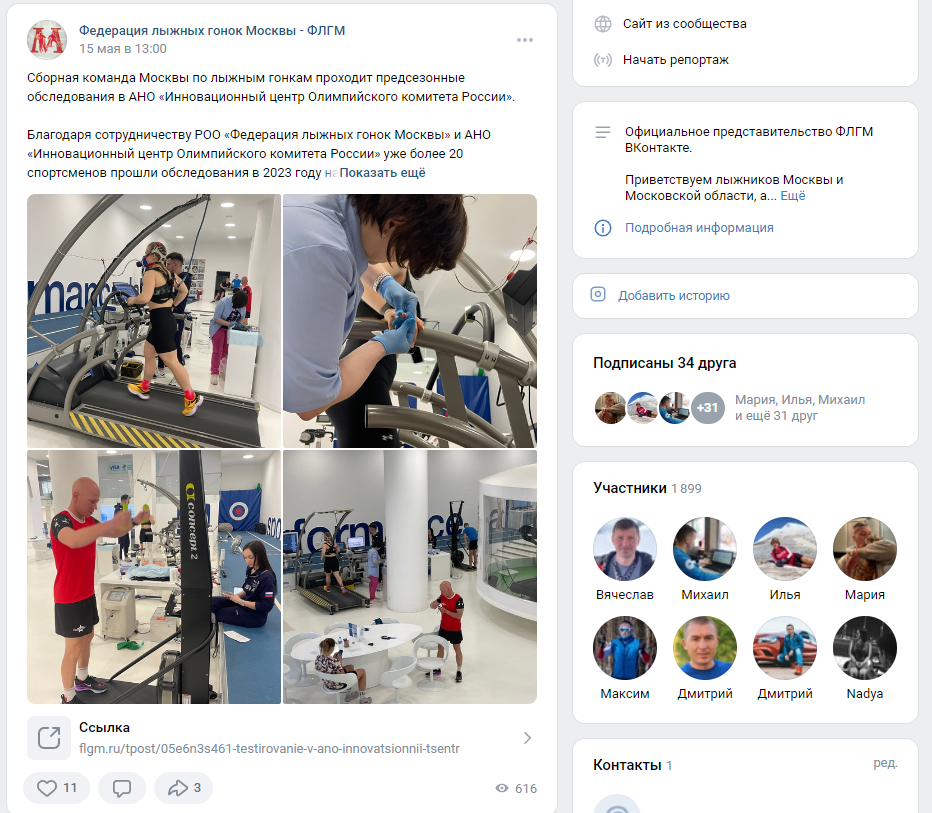 Федерация лыжных гонок Москвы - ФЛГМ
15 мая в 13:00
Сборная команда Москвы по лыжным гонкам проходит предсезонные
обследования в АНО «Инновационный центр Олимпийского комитета России».
Благодаря сотрудничеству РОО «Федерация лыжных гонок Москвы» и АНО
«Инновационный центр Олимпийского комитета России» уже более 20
спортсменов прошли обследования в 2023 году на Показать ещё
manc
VISA
concept 2
spo
formance
Ссылка
flgm.ru/tpost/05e6n3s461-testirovanie-v-ano-innovatsionnii-tsentr
11
3
616
Сайт из сообщества
Начать репортаж
Официальное представительство ФЛГМ
ВКонтакте.
Приветствуем лыжников Москвы и
Московской области, а... Ещё
Подробная информация
Добавить историю
Подписаны 34 друга
+31
Мария, Илья, Михаил
и ещё 31 друг
Участники 1 899
Вячеслав Михаил Илья Мария
Максим Дмитрий Дмитрий Nadya
Контакты 1
ред.